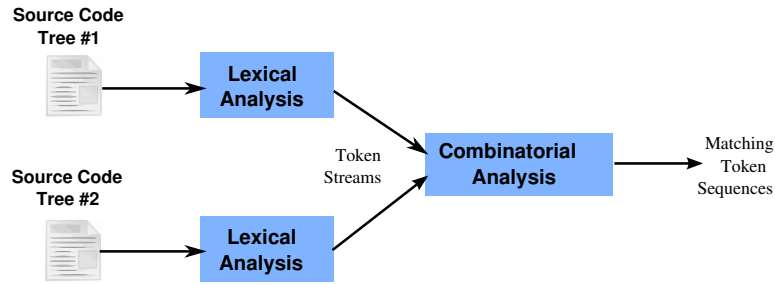 Source Code
Tree #1
Lexical
Analysis
Token
Streams
Combinatorial
Analysis
Matching
Token
Sequences
Source Code
Tree #2
Lexical
Analysis